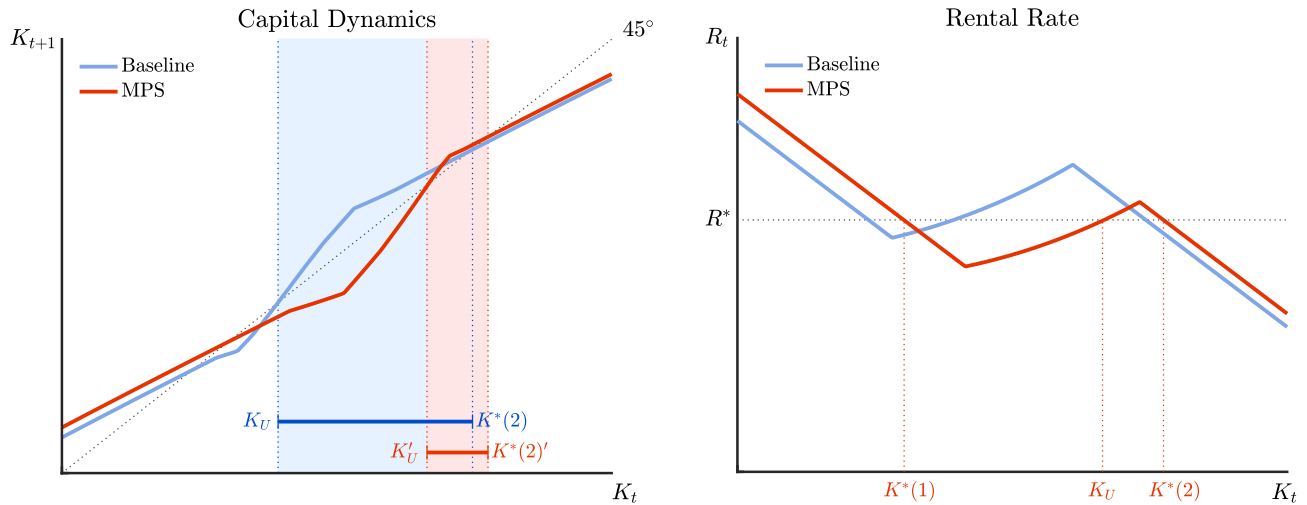 Capital Dynamics
K_{t+1}
45°
Baseline
MPS
K_U
K*(2)
K'_U
K*(2)'
K_t
Rental Rate
R_t
Baseline
MPS
R*
K*(1)
K_U
K*(2)
K_t